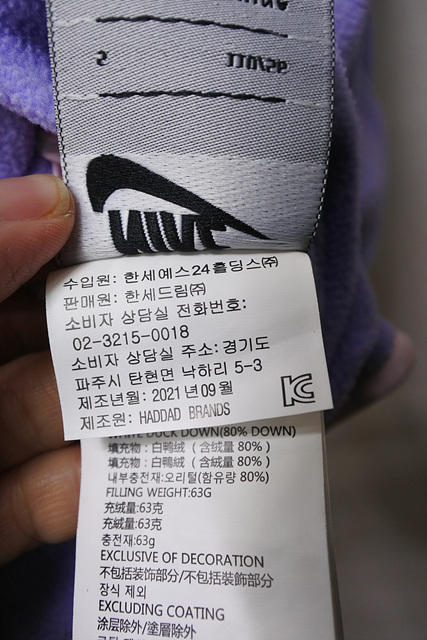 S
110/56
NIKE
수입원: 한세예스24홀딩스㈜
판매원: 한세드림㈜
소비자 상담실 전화번호:
02-3215-0018
소비자 상담실 주소:경기도
파주시 탄현면 낙하리 5-3
제조년월: 2021년 09월
제조원: HADDAD BRANDS
WHITE DUCK DOWN(80% DOWN)
填充物：白鸭绒（含绒量 80%）
填充物：白鴨絨（含絨量 80%）
내부충전재:오리털(함유량 80%)
FILLING WEIGHT:63G
充绒量:63克
充絨量:63克
충전재:63g
EXCLUSIVE OF DECORATION
不包括装饰部分/不包括裝飾部分
장식 제외
EXCLUDING COATING
涂层除外/塗層除外